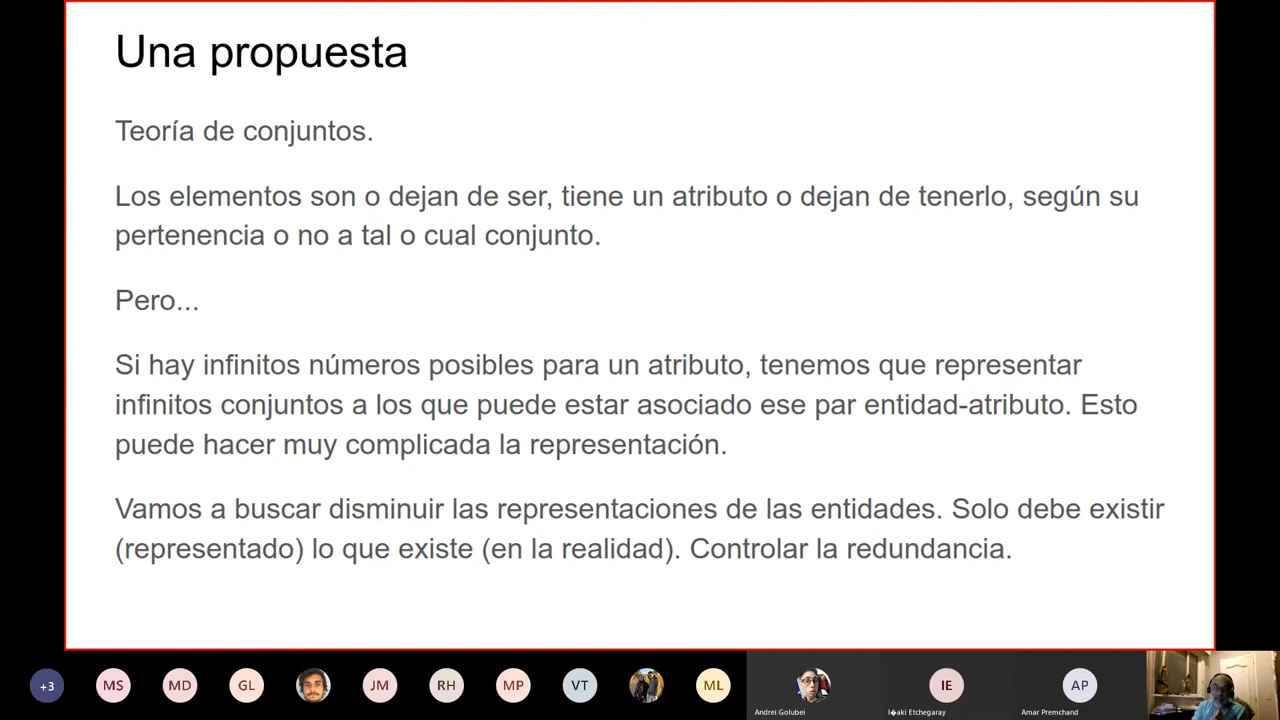 Una propuesta
Teoría de conjuntos.
Los elementos son o dejan de ser, tiene un atributo o dejan de tenerlo, según su
pertenencia o no a tal o cual conjunto.
Pero...
Si hay infinitos números posibles para un atributo, tenemos que representar
infinitos conjuntos a los que puede estar asociado ese par entidad-atributo. Esto
puede hacer muy complicada la representación.
Vamos a buscar disminuir las representaciones de las entidades. Solo debe existir
(representado) lo que existe (en la realidad). Controlar la redundancia.
+3 MS MD GL JM RH MP VT ML IE AP
Andrei Golubei I�aki Etchegaray Amar Premchand